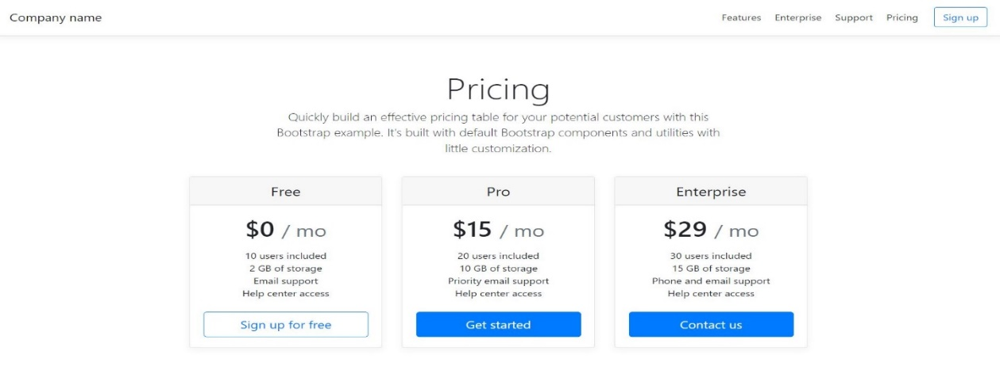 Company name
Features Enterprise Support Pricing Sign up
Pricing
Quickly build an effective pricing table for your potential customers with this
Bootstrap example. It's built with default Bootstrap components and utilities with
little customization.
Free
$0 / mo
10 users included
2 GB of storage
Email support
Help center access
Sign up for free
Pro
$15 / mo
20 users included
10 GB of storage
Priority email support
Help center access
Get started
Enterprise
$29 / mo
30 users included
15 GB of storage
Phone and email support
Help center access
Contact us